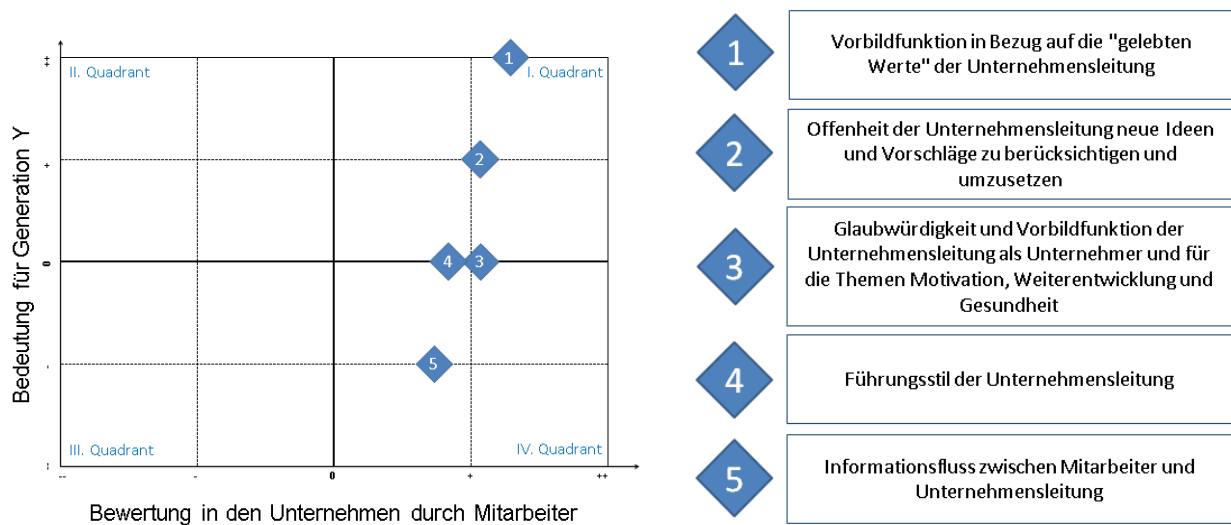 Bedeutung für Generation Y
++
+
0
-
--
II. Quadrant
I. Quadrant
III. Quadrant
IV. Quadrant
1
2
4
3
5
--
-
0
+
++
Bewertung in den Unternehmen durch Mitarbeiter
1
Vorbildfunktion in Bezug auf die "gelebten
Werte" der Unternehmensleitung
2
Offenheit der Unternehmensleitung neue Ideen
und Vorschläge zu berücksichtigen und
umzusetzen
3
Glaubwürdigkeit und Vorbildfunktion der
Unternehmensleitung als Unternehmer und für
die Themen Motivation, Weiterentwicklung und
Gesundheit
4
Führungsstil der Unternehmensleitung
5
Informationsfluss zwischen Mitarbeiter und
Unternehmensleitung